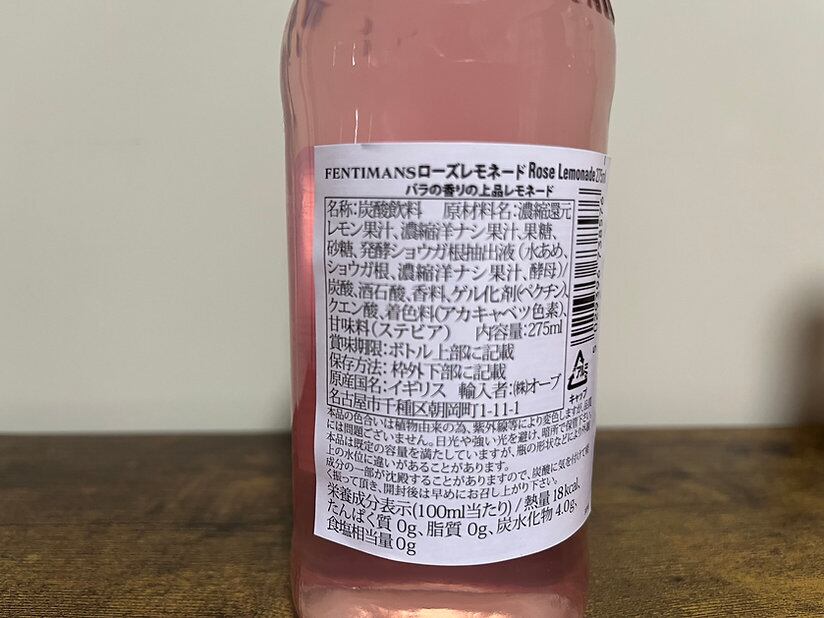 FENTIMANSローズレモネード Rose Lemonade 275ml
バラの香りの上品レモネード
名称:炭酸飲料 原材料名:濃縮還元
レモン果汁、濃縮洋ナシ果汁、果糖、
砂糖、発酵ショウガ根抽出液(水あめ、
ショウガ根、濃縮洋ナシ果汁、酵母)/
炭酸、酒石酸、香料、ゲル化剤(ペクチン)、
クエン酸、着色料(アカキャベツ色素)、
甘味料(ステビア) 内容量:275ml
賞味期限:ボトル上部に記載
保存方法:枠外下部に記載
原産国名:イギリス 輸入者:㈱オーブ
名古屋市千種区朝岡町1-11-1
本品の色合いは植物由来の為、紫外線等により変色しますが、品質
には問題ございません。日光や強い光を避け、暗所で保管下さい。
本品は既定の容量を満たしていますが、瓶の形状などにより
上の水位に違いがあることがあります。
成分の一部が沈殿することがありますので、炭酸に気を付けて
く振って頂き、開封後は早めにお召し上がり下さい。
栄養成分表示(100ml当たり)/熱量18kcal、
たんぱく質0g、脂質0g、炭水化物4.0g、
食塩相当量0g
キャップ